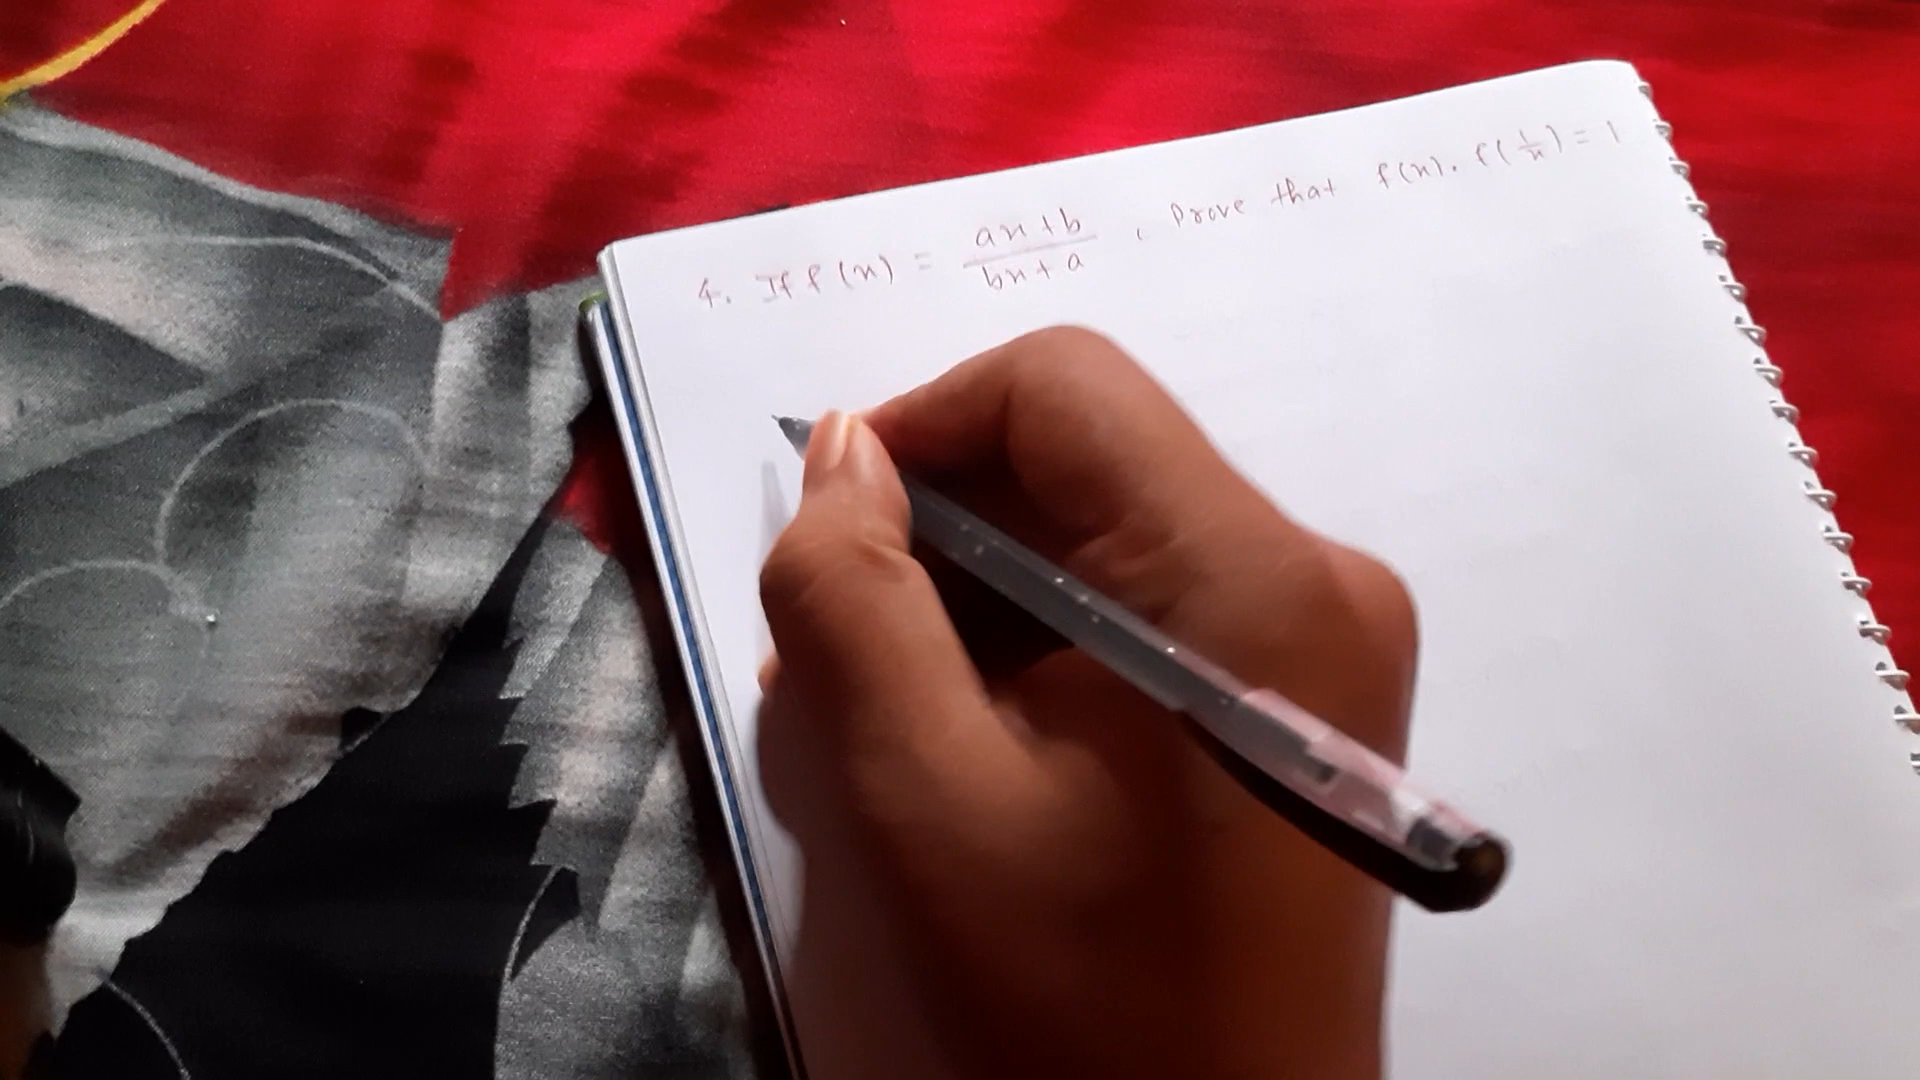 4. If f(x) = ax+b / bx+a , Prove that f(x). f(1/x) = 1